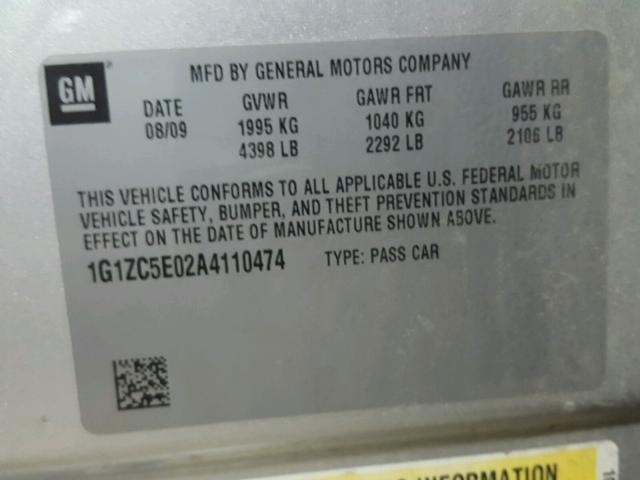 GM
MFD BY GENERAL MOTORS COMPANY
DATE GVWR GAWR FRT GAWR RR
08/09 1995 KG 1040 KG 955 KG
4398 LB 2292 LB 2106 LB
THIS VEHICLE CONFORMS TO ALL APPLICABLE U.S. FEDERAL MOTOR
VEHICLE SAFETY, BUMPER, AND THEFT PREVENTION STANDARDS IN
EFFECT ON THE DATE OF MANUFACTURE SHOWN ABOVE.
1G1ZC5E02A4110474 TYPE: PASS CAR
INFORMATION